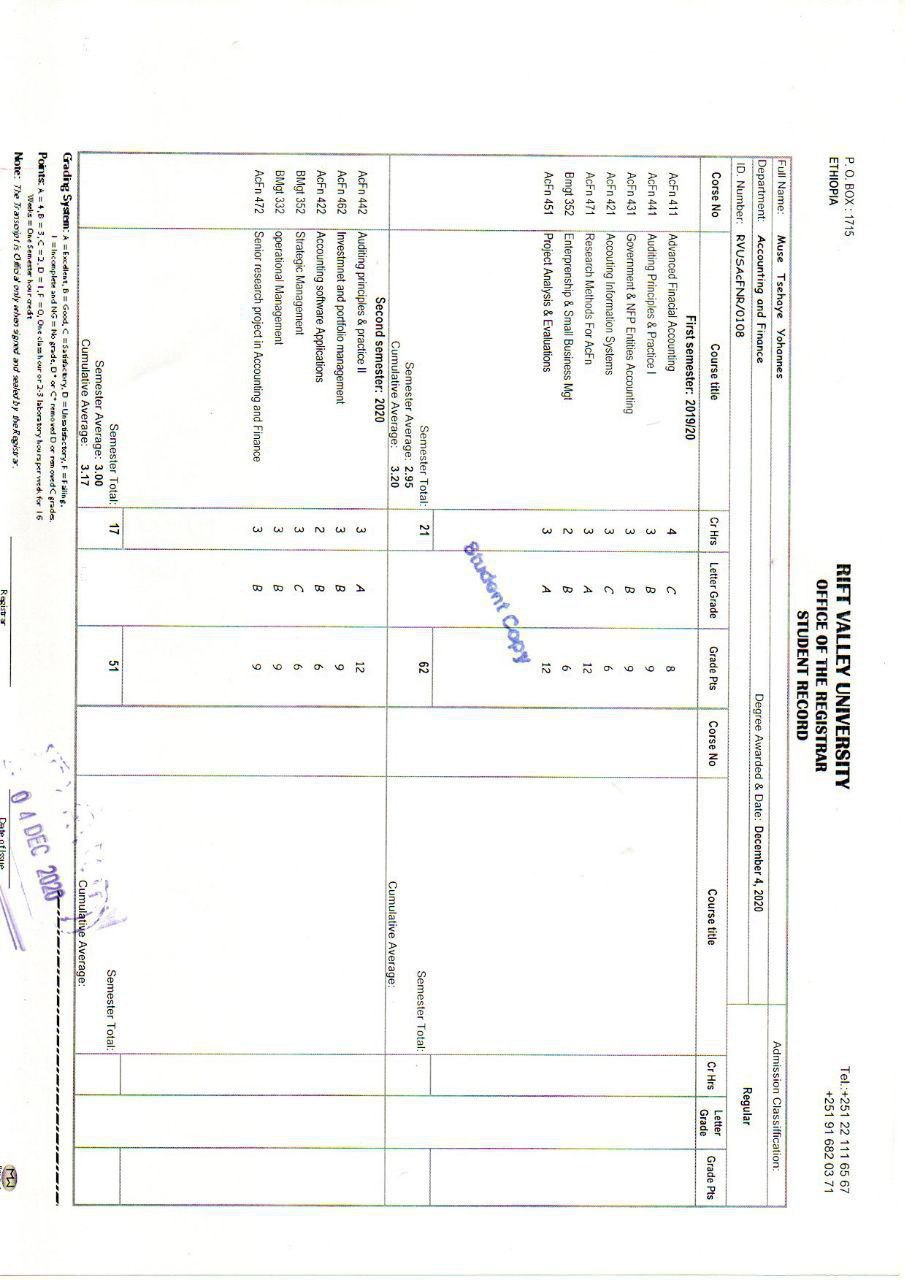 P. O. BOX : 1715
ETHIOPIA
RIFT VALLEY UNIVERSITY
OFFICE OF THE REGISTRAR
STUDENT RECORD
Tel.:+251 22 111 65 67
+251 91 682 03 71
Full Name: Muse Tsehaye Yohannes
Admission Classiffication:
Department: Accounting and Finance Degree Awarded & Date: December 4, 2020
ID. Number: RVUSAcFNR/0108 Regular
Corse No Course title Cr Hrs Letter Grade Grade Pts Corse No Course title Cr Hrs Letter Grade Grade Pts
First semester: 2019/20
AcFn 411 Advanced Finacial Accounting 4 C 8
AcFn 441 Auditing Principles & Practice I 3 B 9
AcFn 431 Government & NFP Entities Accounting 3 B 9
AcFn 421 Accouting Information Systems 3 C 6
AcFn 471 Research Methods For AcFn 3 A 12
Bmgt 352 Enterprenship & Small Business Mgt 2 B 6
AcFn 451 Project Analysis & Evaluations 3 A 12
Student Copy
Semester Total: 21 62 Semester Total:
Semester Average: 2.95
Cumulative Average: 3.20 Cumulative Average:
Second semester: 2020
AcFn 442 Auditing principles & practice II 3 A 12
AcFn 462 Investmnet and portfolio management 3 B 9
AcFn 422 Accounting software Applications 2 B 6
BMgt 352 Strategic Management 3 C 6
BMgt 332 operational Management 3 B 9
AcFn 472 Senior research project in Accounting and Finance 3 B 9
Semester Total: 17 51 Semester Total:
Semester Average: 3.00
Cumulative Average: 3.17 Cumulative Average:
Grading System: A = Excellent, B = Good, C = Satisfactory, D = Unsatisfactory, F = Failing,
I = Incomplete and NG = No grade, D* or C* removed D or removed C grades.
Points: A = 4, B = 3, C = 2, D = 1, F = 0, One class hour or 2-3 laboratory hours per week for 16
Weeks = One Semester hour credit
Note: The Transcript is Official only when signed and sealed by the Registrar.
04 DEC 2020
Registrar
Date of Issue